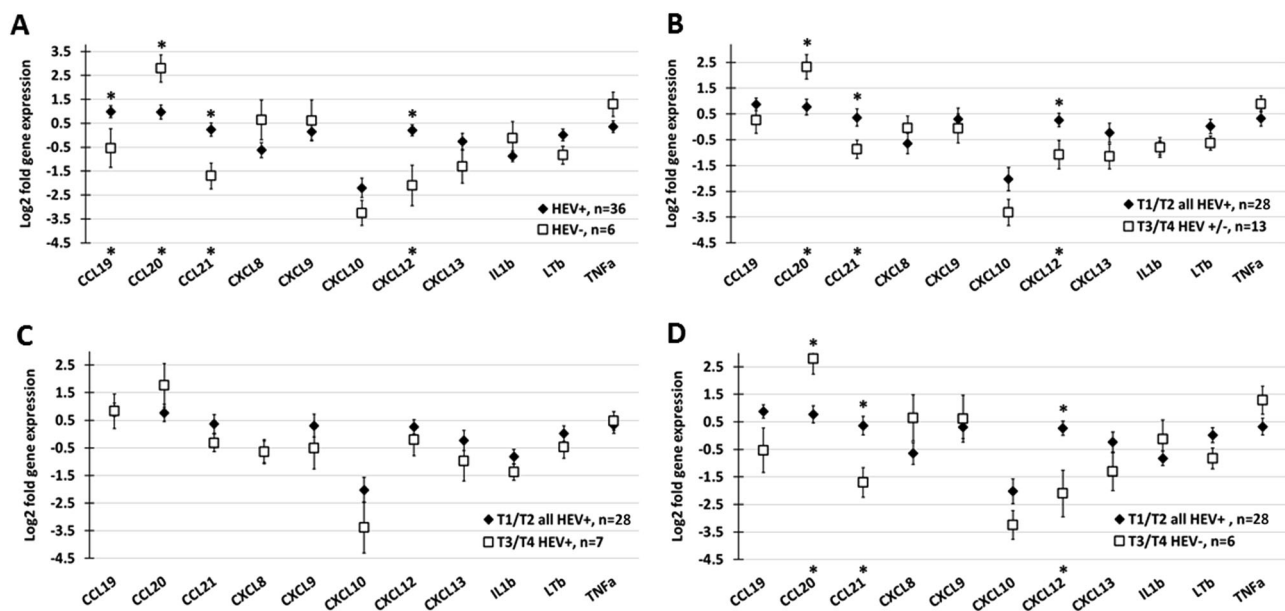 A
Log2 fold gene expression
3.5
2.5
1.5
0.5
-0.5
-1.5
-2.5
-3.5
-4.5
* * * *
HEV+, n=36
HEV-, n=6
* * * *
CCL19 CCL20 CCL21 CXCL8 CXCL9 CXCL10 CXCL12 CXCL13 IL1b LTb TNFa
B
Log2 fold gene expression
2.5
1.5
0.5
-0.5
-1.5
-2.5
-3.5
-4.5
* * *
T1/T2 all HEV+, n=28
T3/T4 HEV +/-, n=13
* * *
CCL19 CCL20 CCL21 CXCL8 CXCL9 CXCL10 CXCL12 CXCL13 IL1b LTb TNFa
C
Log2 fold gene expression
2.5
1.5
0.5
-0.5
-1.5
-2.5
-3.5
-4.5
T1/T2 all HEV+, n=28
T3/T4 HEV+, n=7
CCL19 CCL20 CCL21 CXCL8 CXCL9 CXCL10 CXCL12 CXCL13 IL1b LTb TNFa
D
Log2 fold gene expression
2.5
1.5
0.5
-0.5
-1.5
-2.5
-3.5
-4.5
* * *
T1/T2 all HEV+ , n=28
T3/T4 HEV-, n=6
* * *
CCL19 CCL20 CCL21 CXCL8 CXCL9 CXCL10 CXCL12 CXCL13 IL1b LTb TNFa